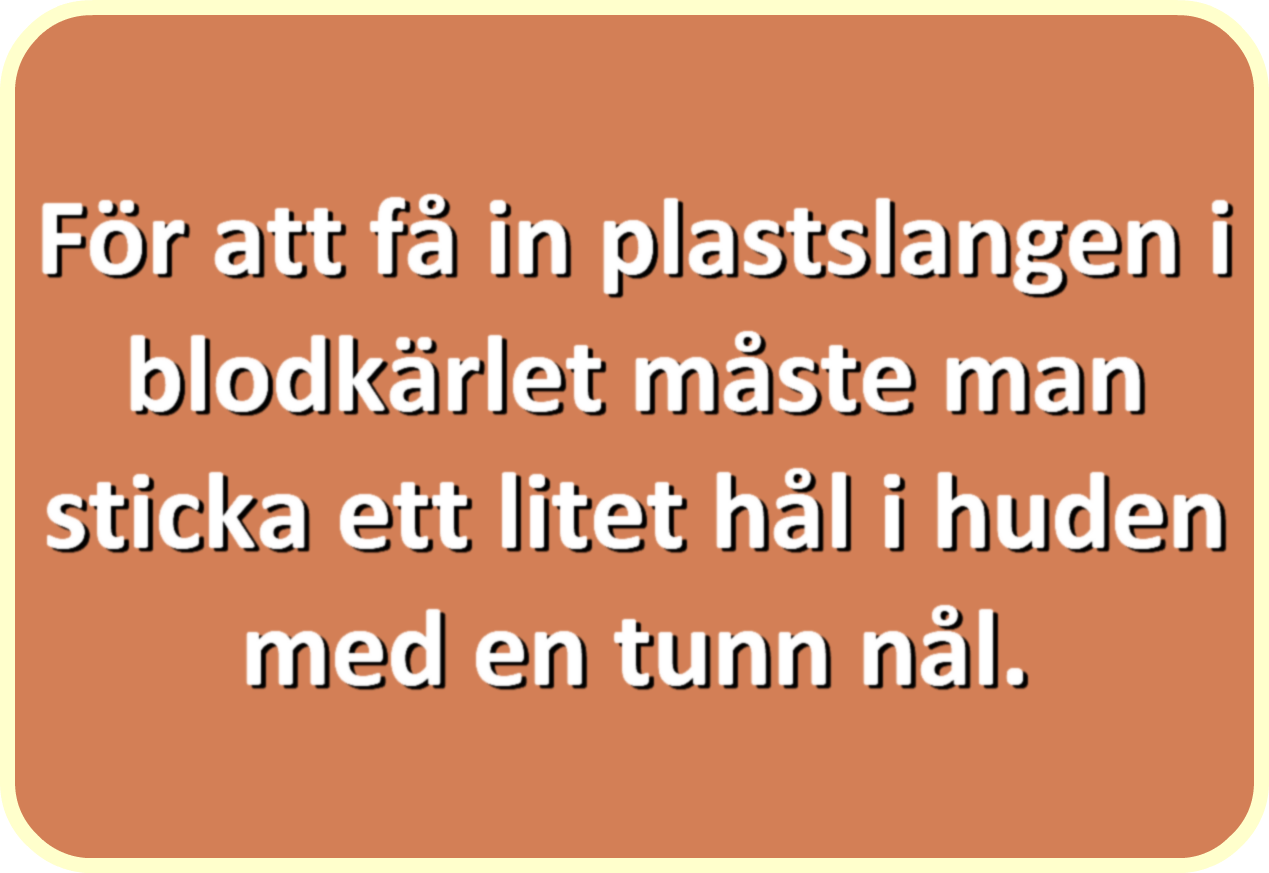 För att få in plastslangen i
blodkärlet måste man
sticka ett litet hål i huden
med en tunn nål.